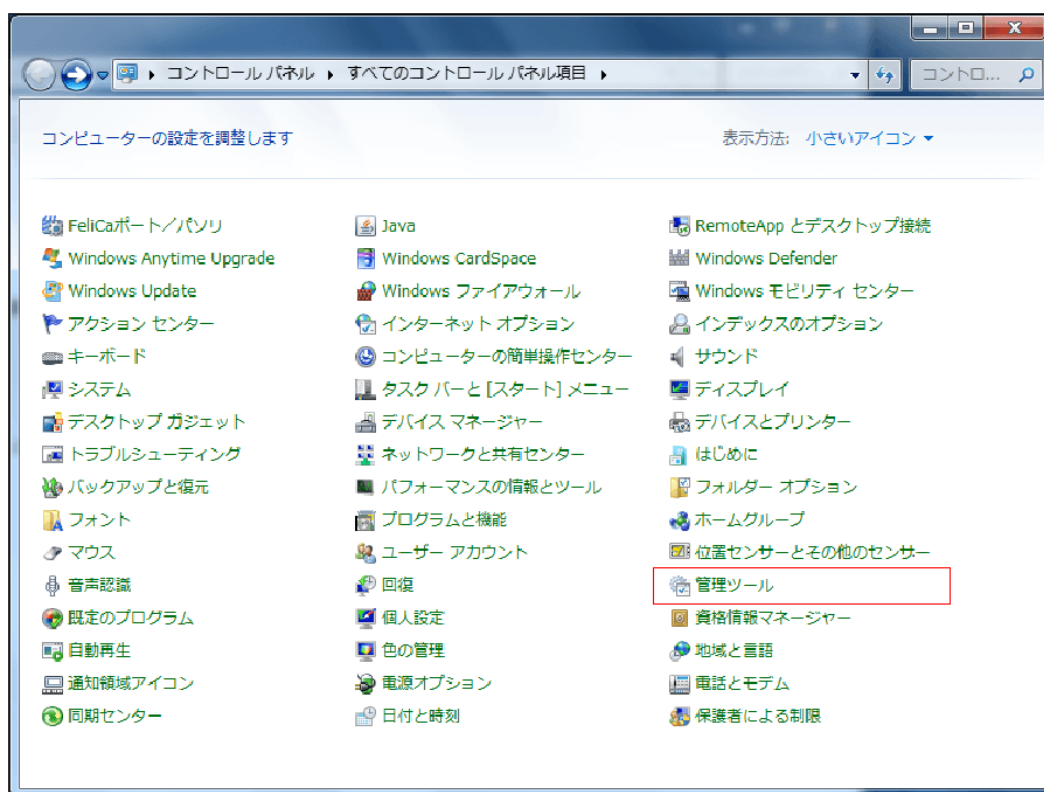 コントロール パネル ▸ すべてのコントロール パネル項目 ▸ コントロ...
コンピューターの設定を調整します 表示方法: 小さいアイコン
FeliCaポート／パソリ Java RemoteApp とデスクトップ接続
Windows Anytime Upgrade Windows CardSpace Windows Defender
Windows Update Windows ファイアウォール Windows モビリティ センター
アクション センター インターネット オプション インデックスのオプション
キーボード コンピューターの簡単操作センター サウンド
システム タスク バーと [スタート] メニュー ディスプレイ
デスクトップ ガジェット デバイス マネージャー デバイスとプリンター
トラブルシューティング ネットワークと共有センター はじめに
バックアップと復元 パフォーマンスの情報とツール フォルダー オプション
フォント プログラムと機能 ホームグループ
マウス ユーザー アカウント 位置センサーとその他のセンサー
音声認識 回復 管理ツール
既定のプログラム 個人設定 資格情報マネージャー
自動再生 色の管理 地域と言語
通知領域アイコン 電源オプション 電話とモデム
同期センター 日付と時刻 保護者による制限